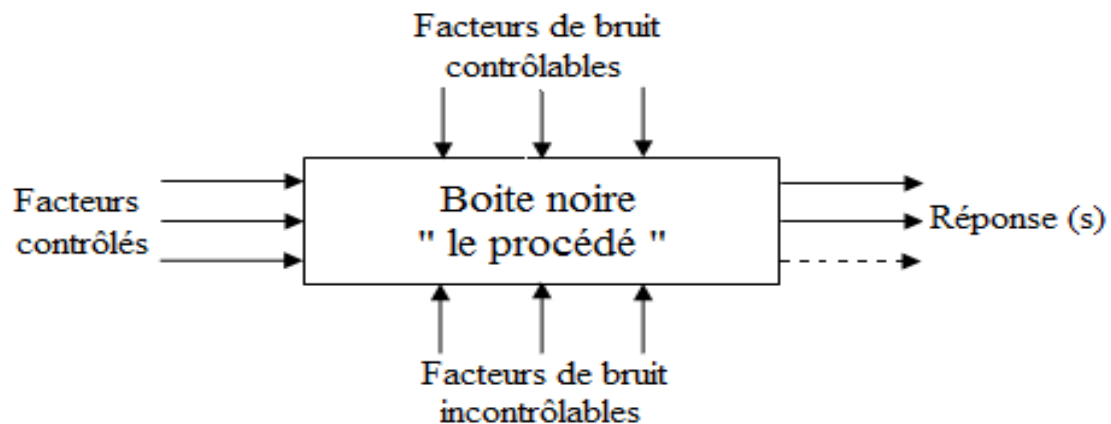 Facteurs de bruit
contrôlables
Facteurs
contrôlés
Boite noire
" le procédé "
Réponse (s)
Facteurs de bruit
incontrôlables